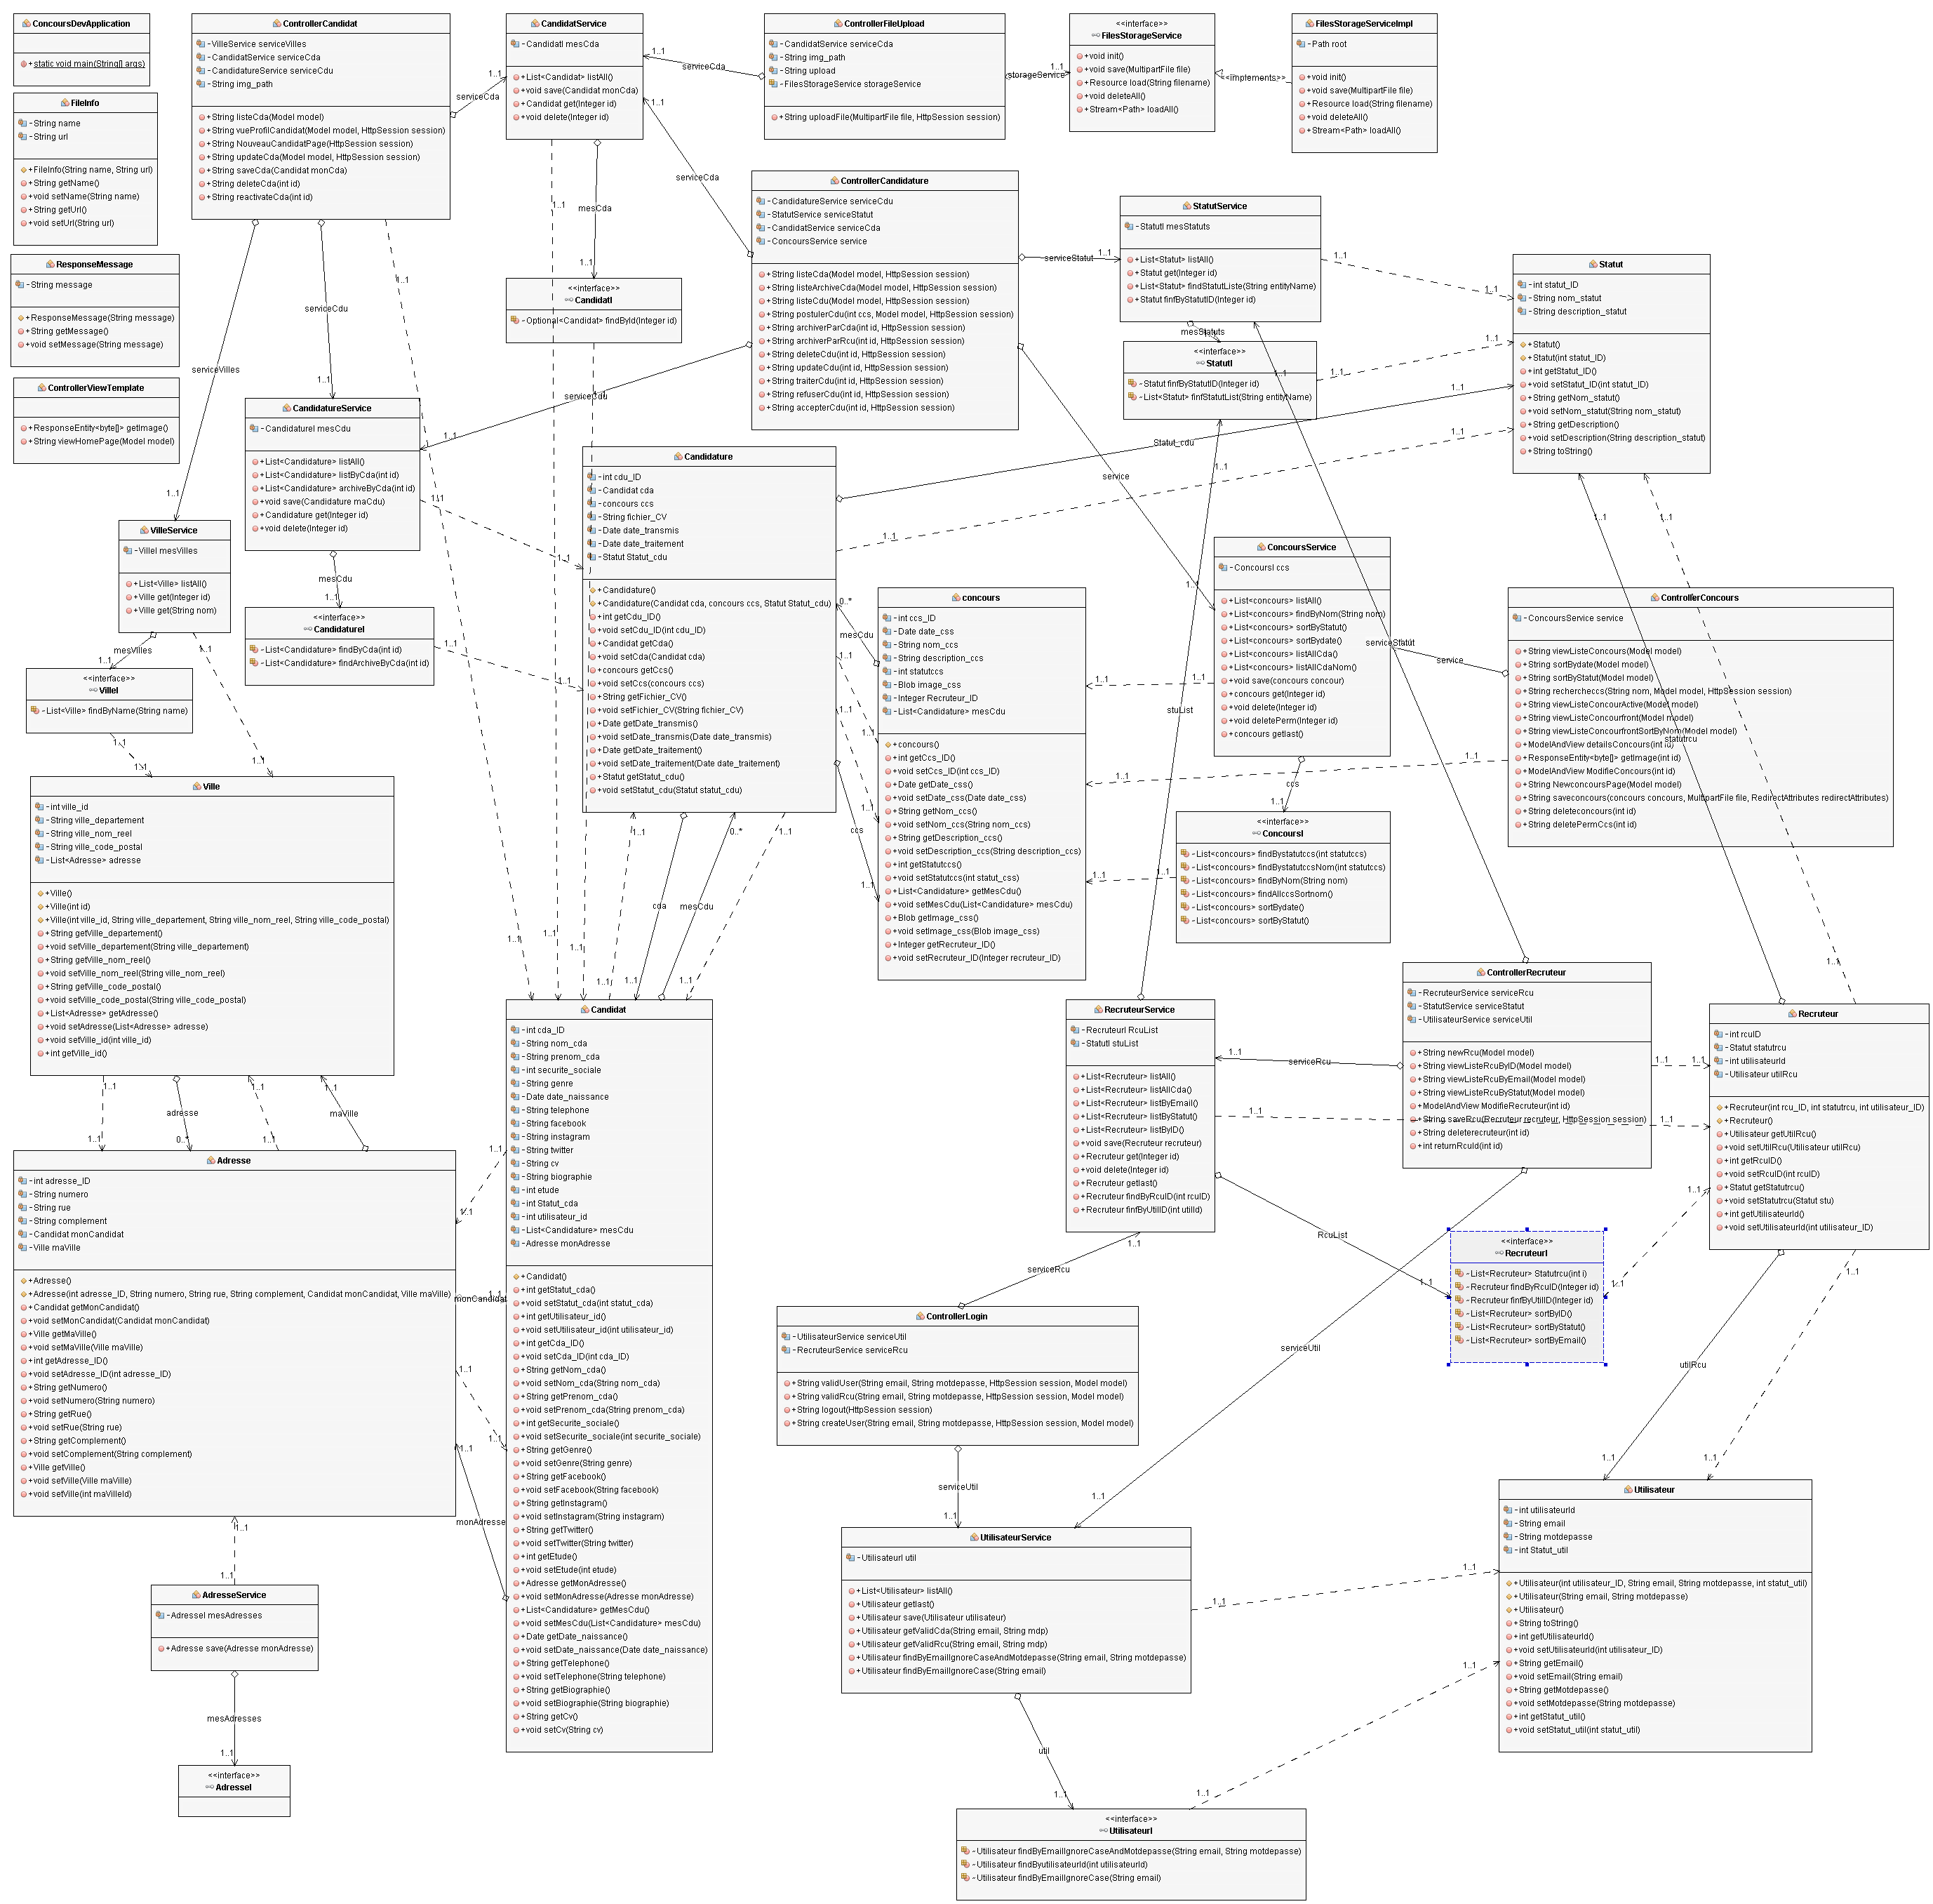 ConcoursDevApplication
+ static void main(String[] args)
FileInfo
- String name
- String url
+ FileInfo(String name, String url)
+ String getName()
+ void setName(String name)
+ String getUrl()
+ void setUrl(String url)
ResponseMessage
- String message
+ ResponseMessage(String message)
+ String getMessage()
+ void setMessage(String message)
ControllerViewTemplate
+ ResponseEntity<byte[]> getImage()
+ String viewHomePage(Model model)
ControllerCandidat
- VilleService serviceVilles
- CandidatService serviceCda
- CandidatureService serviceCdu
- String img_path
+ String listeCda(Model model)
+ String vueProfilCandidat(Model model, HttpSession session)
+ String NouveauCandidatPage(HttpSession session)
+ String updateCda(Model model, HttpSession session)
+ String saveCda(Candidat monCda)
+ String deleteCda(int id)
+ String reactivateCda(int id)
CandidatService
- CandidatI mesCda
+ List<Candidat> listAll()
+ void save(Candidat monCda)
+ Candidat get(Integer id)
+ void delete(Integer id)
ControllerFileUpload
- CandidatService serviceCda
- String img_path
- String upload
- FilesStorageService storageService
+ String uploadFile(MultipartFile file, HttpSession session)
<<interface>>
FilesStorageService
+ void init()
+ void save(MultipartFile file)
+ Resource load(String filename)
+ void deleteAll()
+ Stream<Path> loadAll()
FilesStorageServiceImpl
- Path root
+ void init()
+ void save(MultipartFile file)
+ Resource load(String filename)
+ void deleteAll()
+ Stream<Path> loadAll()
serviceCda
1..1
serviceCda
1..1
storageService
1..1
<<implements>>
serviceCda
1..1
mesCda
1..1
<<interface>>
CandidatI
- Optional<Candidat> findById(Integer id)
ControllerCandidature
- CandidatureService serviceCdu
- StatutService serviceStatut
- CandidatService serviceCda
- ConcoursService service
+ String listeCda(Model model, HttpSession session)
+ String listeArchiveCda(Model model, HttpSession session)
+ String listeCdu(Model model, HttpSession session)
+ String postulerCdu(int ccs, Model model, HttpSession session)
+ String archiverParCda(int id, HttpSession session)
+ String archiverParRcu(int id, HttpSession session)
+ String deleteCdu(int id, HttpSession session)
+ String updateCdu(int id, HttpSession session)
+ String traiterCdu(int id, HttpSession session)
+ String refuserCdu(int id, HttpSession session)
+ String accepterCdu(int id, HttpSession session)
serviceStatut
1..1
StatutService
- StatutI mesStatuts
+ List<Statut> listAll()
+ Statut get(Integer id)
+ List<Statut> findStatutListe(String entityName)
+ Statut finfByStatutID(Integer id)
mesStatuts
<<interface>>
StatutI
- Statut finfByStatutID(Integer id)
- List<Statut> finfStatutList(String entityName)
Statut
- int statut_ID
- String nom_statut
- String description_statut
+ Statut()
+ Statut(int statut_ID)
+ int getStatut_ID()
+ void setStatut_ID(int statut_ID)
+ String getNom_statut()
+ void setNom_statut(String nom_statut)
+ String getDescription()
+ void setDescription(String description_statut)
+ String toString()
serviceVilles
1..1
serviceCdu
1..1
serviceCdu
1..1
CandidatureService
- CandidatureI mesCdu
+ List<Candidature> listAll()
+ List<Candidature> listByCda(int id)
+ List<Candidature> archiveByCda(int id)
+ void save(Candidature maCdu)
+ Candidature get(Integer id)
+ void delete(Integer id)
mesCdu
1..1
<<interface>>
CandidatureI
- List<Candidature> findByCda(int id)
- List<Candidature> findArchiveByCda(int id)
VilleService
- VilleI mesVilles
+ List<Ville> listAll()
+ Ville get(Integer id)
+ Ville get(String nom)
mesVilles
1..1
<<interface>>
VilleI
- List<Ville> findByName(String name)
Candidature
- int cdu_ID
- Candidat cda
- concours ccs
- String fichier_CV
- Date date_transmis
- Date date_traitement
- Statut Statut_cdu
+ Candidature()
+ Candidature(Candidat cda, concours ccs, Statut Statut_cdu)
+ int getCdu_ID()
+ void setCdu_ID(int cdu_ID)
+ Candidat getCda()
+ void setCda(Candidat cda)
+ concours getCcs()
+ void setCcs(concours ccs)
+ String getFichier_CV()
+ void setFichier_CV(String fichier_CV)
+ Date getDate_transmis()
+ void setDate_transmis(Date date_transmis)
+ Date getDate_traitement()
+ void setDate_traitement(Date date_traitement)
+ Statut getStatut_cdu()
+ void setStatut_cdu(Statut statut_cdu)
Statut_cdu
1..1
service
1..1
mesCdu
0..*
ccs
1..1
concours
- int ccs_ID
- Date date_css
- String nom_ccs
- String description_ccs
- int statutccs
- Blob image_css
- Integer Recruteur_ID
- List<Candidature> mesCdu
+ concours()
+ int getCcs_ID()
+ void setCcs_ID(int ccs_ID)
+ Date getDate_css()
+ void setDate_css(Date date_css)
+ String getNom_ccs()
+ void setNom_ccs(String nom_ccs)
+ String getDescription_ccs()
+ void setDescription_ccs(String description_ccs)
+ int getStatutccs()
+ void setStatutccs(int statut_css)
+ List<Candidature> getMesCdu()
+ void setMesCdu(List<Candidature> mesCdu)
+ Blob getImage_css()
+ void setImage_css(Blob image_css)
+ Integer getRecruteur_ID()
+ void setRecruteur_ID(Integer recruteur_ID)
ConcoursService
- ConcoursI ccs
+ List<concours> listAll()
+ List<concours> findByNom(String nom)
+ List<concours> sortByStatut()
+ List<concours> sortBydate()
+ List<concours> listAllCda()
+ List<concours> listAllCdaNom()
+ void save(concours concour)
+ concours get(Integer id)
+ void delete(Integer id)
+ void deletePerm(Integer id)
+ concours getlast()
ccs
1..1
<<interface>>
ConcoursI
- List<concours> findBystatutccs(int statutccs)
- List<concours> findBystatutccsNom(int statutccs)
- List<concours> findByNom(String nom)
- List<concours> findAllccsSortnom()
- List<concours> sortBydate()
- List<concours> sortByStatut()
service
ControllerConcours
- ConcoursService service
+ String viewListeConcours(Model model)
+ String sortBydate(Model model)
+ String sortByStatut(Model model)
+ String rechercheccs(String nom, Model model, HttpSession session)
+ String viewListeConcourActive(Model model)
+ String viewListeConcourfront(Model model)
+ String viewListeConcourfrontSortByNom(Model model)
+ ModelAndView detailsConcours(int id)
+ ResponseEntity<byte[]> getImage(int id)
+ ModelAndView ModifieConcours(int id)
+ String NewconcoursPage(Model model)
+ String saveconcours(concours concours, MultipartFile file, RedirectAttributes redirectAttributes)
+ String deleteconcours(int id)
+ String deletePermCcs(int id)
serviceStatut
statutrcu
stuList
Ville
- int ville_id
- String ville_departement
- String ville_nom_reel
- String ville_code_postal
- List<Adresse> adresse
+ Ville()
+ Ville(int id)
+ Ville(int ville_id, String ville_departement, String ville_nom_reel, String ville_code_postal)
+ String getVille_departement()
+ void setVille_departement(String ville_departement)
+ String getVille_nom_reel()
+ void setVille_nom_reel(String ville_nom_reel)
+ String getVille_code_postal()
+ void setVille_code_postal(String ville_code_postal)
+ List<Adresse> getAdresse()
+ void setAdresse(List<Adresse> adresse)
+ void setVille_id(int ville_id)
+ int getVille_id()
adresse
0..*
maVille
1..1
Adresse
- int adresse_ID
- String numero
- String rue
- String complement
- Candidat monCandidat
- Ville maVille
+ Adresse()
+ Adresse(int adresse_ID, String numero, String rue, String complement, Candidat monCandidat, Ville maVille)
+ Candidat getMonCandidat()
+ void setMonCandidat(Candidat monCandidat)
+ Ville getMaVille()
+ void setMaVille(Ville maVille)
+ int getAdresse_ID()
+ void setAdresse_ID(int adresse_ID)
+ String getNumero()
+ void setNumero(String numero)
+ String getRue()
+ void setRue(String rue)
+ String getComplement()
+ void setComplement(String complement)
+ Ville getVille()
+ void setVille(Ville maVille)
+ void setVille(int maVilleId)
monCandidat
1..1
monAdresse
1..1
AdresseService
- AdresseI mesAdresses
+ Adresse save(Adresse monAdresse)
mesAdresses
1..1
<<interface>>
AdresseI
cda
1..1
mesCdu
0..*
Candidat
- int cda_ID
- String nom_cda
- String prenom_cda
- int securite_sociale
- String genre
- Date date_naissance
- String telephone
- String facebook
- String instagram
- String twitter
- String cv
- String biographie
- int etude
- int Statut_cda
- int utilisateur_id
- List<Candidature> mesCdu
- Adresse monAdresse
+ Candidat()
+ int getStatut_cda()
+ void setStatut_cda(int statut_cda)
+ int getUtilisateur_id()
+ void setUtilisateur_id(int utilisateur_id)
+ int getCda_ID()
+ void setCda_ID(int cda_ID)
+ String getNom_cda()
+ void setNom_cda(String nom_cda)
+ String getPrenom_cda()
+ void setPrenom_cda(String prenom_cda)
+ int getSecurite_sociale()
+ void setSecurite_sociale(int securite_sociale)
+ String getGenre()
+ void setGenre(String genre)
+ String getFacebook()
+ void setFacebook(String facebook)
+ String getInstagram()
+ void setInstagram(String instagram)
+ String getTwitter()
+ void setTwitter(String twitter)
+ int getEtude()
+ void setEtude(int etude)
+ Adresse getMonAdresse()
+ void setMonAdresse(Adresse monAdresse)
+ List<Candidature> getMesCdu()
+ void setMesCdu(List<Candidature> mesCdu)
+ Date getDate_naissance()
+ void setDate_naissance(Date date_naissance)
+ String getTelephone()
+ void setTelephone(String telephone)
+ String getBiographie()
+ void setBiographie(String biographie)
+ String getCv()
+ void setCv(String cv)
RecruteurService
- RecruteurI RcuList
- StatutI stuList
+ List<Recruteur> listAll()
+ List<Recruteur> listAllCda()
+ List<Recruteur> listByEmail()
+ List<Recruteur> listByStatut()
+ List<Recruteur> listByID()
+ void save(Recruteur recruteur)
+ Recruteur get(Integer id)
+ void delete(Integer id)
+ Recruteur getlast()
+ Recruteur findByRcuID(int rcuID)
+ Recruteur finfByUtilID(int utilId)
serviceRcu
1..1
ControllerRecruteur
- RecruteurService serviceRcu
- StatutService serviceStatut
- UtilisateurService serviceUtil
+ String newRcu(Model model)
+ String viewListeRcuByID(Model model)
+ String viewListeRcuByEmail(Model model)
+ String viewListeRcuByStatut(Model model)
+ ModelAndView ModifieRecruteur(int id)
+ String saveRcu(Recruteur recruteur, HttpSession session)
+ String deleterecruteur(int id)
+ int returnRcuId(int id)
Recruteur
- int rcuID
- Statut statutrcu
- int utilisateurId
- Utilisateur utilRcu
+ Recruteur(int rcu_ID, int statutrcu, int utilisateur_ID)
+ Recruteur()
+ Utilisateur getUtilRcu()
+ void setUtilRcu(Utilisateur utilRcu)
+ int getRcuID()
+ void setRcuID(int rcuID)
+ Statut getStatutrcu()
+ void setStatutrcu(Statut stu)
+ int getUtilisateurId()
+ void setUtilisateurId(int utilisateur_ID)
RcuList
1..1
<<interface>>
RecruteurI
- List<Recruteur> Statutrcu(int i)
- Recruteur findByRcuID(Integer id)
- Recruteur finfByUtilID(Integer id)
- List<Recruteur> sortByID()
- List<Recruteur> sortByStatut()
- List<Recruteur> sortByEmail()
serviceRcu
1..1
ControllerLogin
- UtilisateurService serviceUtil
- RecruteurService serviceRcu
+ String validUser(String email, String motdepasse, HttpSession session, Model model)
+ String validRcu(String email, String motdepasse, HttpSession session, Model model)
+ String logout(HttpSession session)
+ String createUser(String email, String motdepasse, HttpSession session, Model model)
serviceUtil
1..1
serviceUtil
1..1
utilRcu
1..1
UtilisateurService
- UtilisateurI util
+ List<Utilisateur> listAll()
+ Utilisateur getlast()
+ Utilisateur save(Utilisateur utilisateur)
+ Utilisateur getValidCda(String email, String mdp)
+ Utilisateur getValidRcu(String email, String mdp)
+ Utilisateur findByEmailIgnoreCaseAndMotdepasse(String email, String motdepasse)
+ Utilisateur findByEmailIgnoreCase(String email)
Utilisateur
- int utilisateurId
- String email
- String motdepasse
- int Statut_util
+ Utilisateur(int utilisateur_ID, String email, String motdepasse, int statut_util)
+ Utilisateur(String email, String motdepasse)
+ Utilisateur()
+ String toString()
+ int getUtilisateurId()
+ void setUtilisateurId(int utilisateur_ID)
+ String getEmail()
+ void setEmail(String email)
+ String getMotdepasse()
+ void setMotdepasse(String motdepasse)
+ int getStatut_util()
+ void setStatut_util(int statut_util)
util
1..1
<<interface>>
UtilisateurI
- Utilisateur findByEmailIgnoreCaseAndMotdepasse(String email, String motdepasse)
- Utilisateur findByutilisateurId(int utilisateurId)
- Utilisateur findByEmailIgnoreCase(String email)